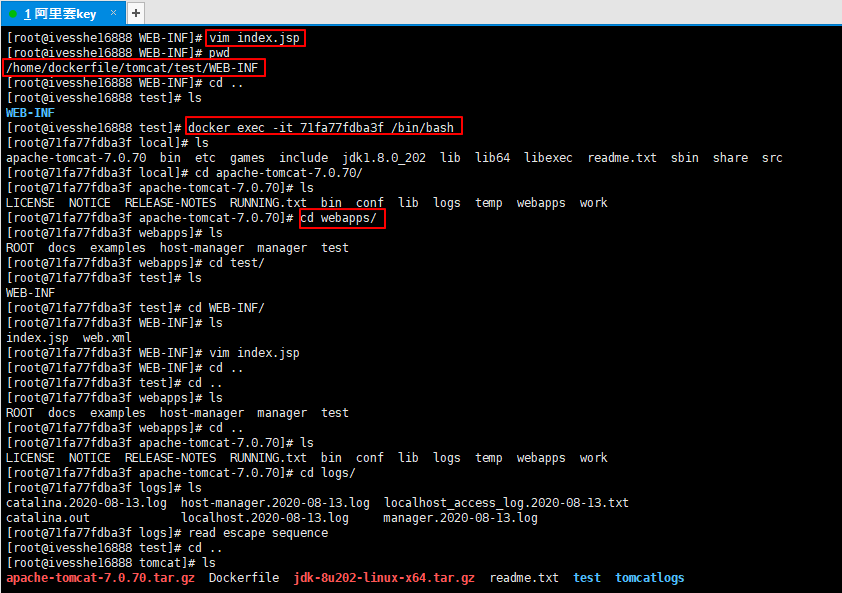 1 阿里雲key × +
[root@ivesshe16888 WEB-INF]# vim index.jsp
[root@ivesshe16888 WEB-INF]# pwd
/home/dockerfile/tomcat/test/WEB-INF
[root@ivesshe16888 WEB-INF]# cd ..
[root@ivesshe16888 test]# ls
WEB-INF
[root@ivesshe16888 test]# docker exec -it 71fa77fdba3f /bin/bash
[root@71fa77fdba3f local]# ls
apache-tomcat-7.0.70 bin etc games include jdk1.8.0_202 lib lib64 libexec readme.txt sbin share src
[root@71fa77fdba3f local]# cd apache-tomcat-7.0.70/
[root@71fa77fdba3f apache-tomcat-7.0.70]# ls
LICENSE NOTICE RELEASE-NOTES RUNNING.txt bin conf lib logs temp webapps work
[root@71fa77fdba3f apache-tomcat-7.0.70]# cd webapps/
[root@71fa77fdba3f webapps]# ls
ROOT docs examples host-manager manager test
[root@71fa77fdba3f webapps]# cd test/
[root@71fa77fdba3f test]# ls
WEB-INF
[root@71fa77fdba3f test]# cd WEB-INF/
[root@71fa77fdba3f WEB-INF]# ls
index.jsp web.xml
[root@71fa77fdba3f WEB-INF]# vim index.jsp
[root@71fa77fdba3f WEB-INF]# cd ..
[root@71fa77fdba3f test]# cd ..
[root@71fa77fdba3f webapps]# ls
ROOT docs examples host-manager manager test
[root@71fa77fdba3f webapps]# cd ..
[root@71fa77fdba3f apache-tomcat-7.0.70]# ls
LICENSE NOTICE RELEASE-NOTES RUNNING.txt bin conf lib logs temp webapps work
[root@71fa77fdba3f apache-tomcat-7.0.70]# cd logs/
[root@71fa77fdba3f logs]# ls
catalina.2020-08-13.log host-manager.2020-08-13.log localhost_access_log.2020-08-13.txt
catalina.out localhost.2020-08-13.log manager.2020-08-13.log
[root@71fa77fdba3f logs]# read escape sequence
[root@ivesshe16888 test]# cd ..
[root@ivesshe16888 tomcat]# ls
apache-tomcat-7.0.70.tar.gz Dockerfile jdk-8u202-linux-x64.tar.gz readme.txt test tomcatlogs